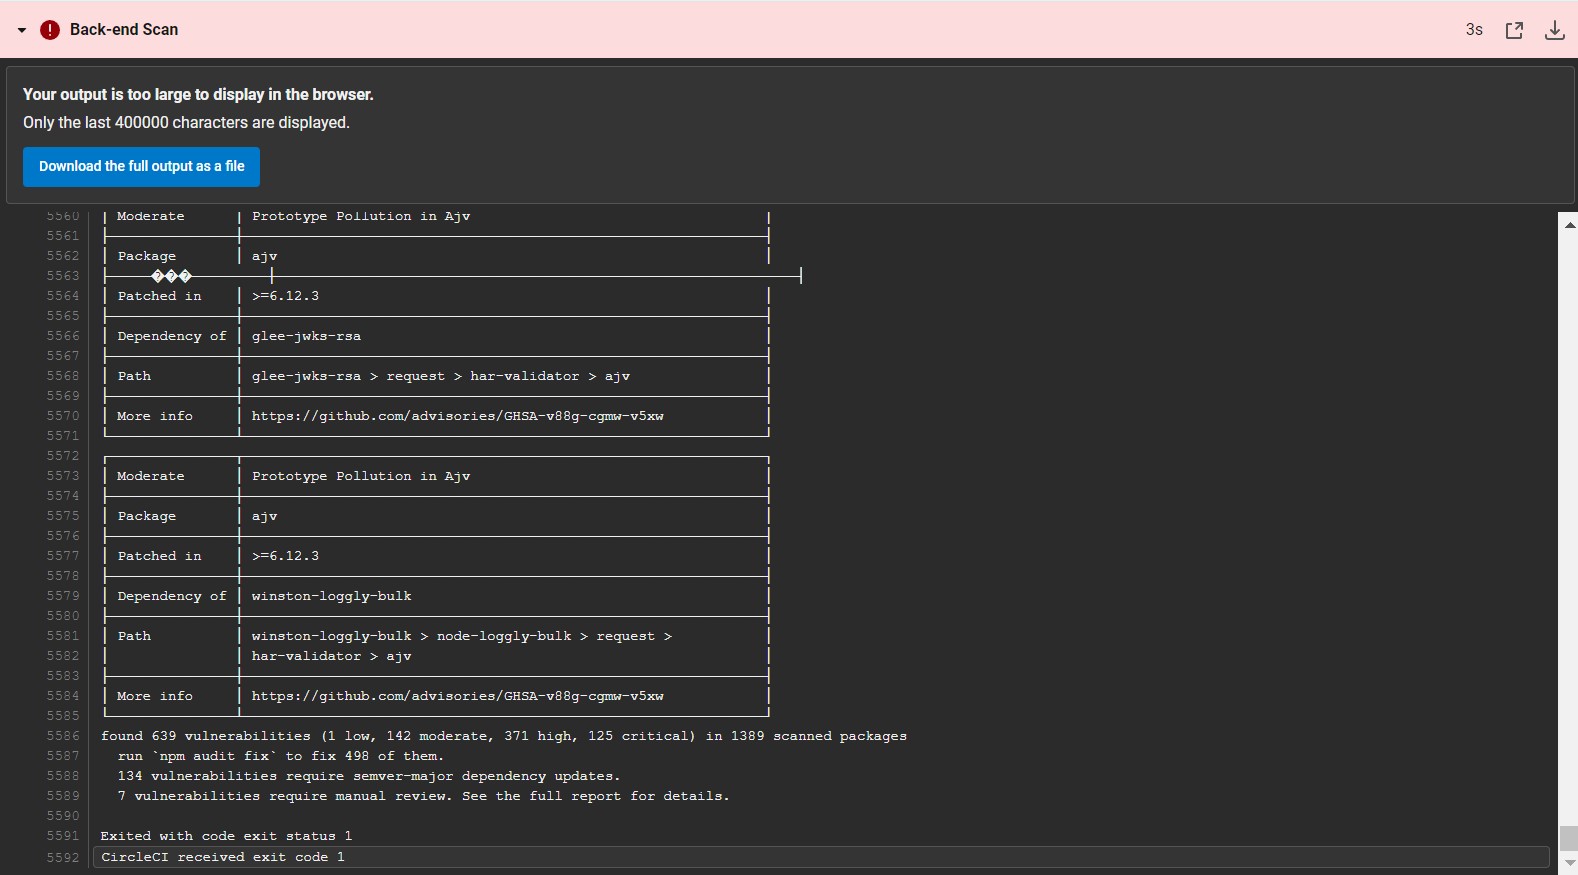 Back-end Scan
3s
Your output is too large to display in the browser.
Only the last 400000 characters are displayed.
Download the full output as a file
5560 | Moderate | Prototype Pollution in Ajv |
5561
5562 | Package | ajv |
5563 ���
5564 | Patched in | >=6.12.3 |
5565
5566 | Dependency of | glee-jwks-rsa |
5567
5568 | Path | glee-jwks-rsa > request > har-validator > ajv |
5569
5570 | More info | https://github.com/advisories/GHSA-v88g-cgmw-v5xw |
5571
5572
5573 | Moderate | Prototype Pollution in Ajv |
5574
5575 | Package | ajv |
5576
5577 | Patched in | >=6.12.3 |
5578
5579 | Dependency of | winston-loggly-bulk |
5580
5581 | Path | winston-loggly-bulk > node-loggly-bulk > request > |
5582 | | har-validator > ajv |
5583
5584 | More info | https://github.com/advisories/GHSA-v88g-cgmw-v5xw |
5585
5586 found 639 vulnerabilities (1 low, 142 moderate, 371 high, 125 critical) in 1389 scanned packages
5587 run `npm audit fix` to fix 498 of them.
5588 134 vulnerabilities require semver-major dependency updates.
5589 7 vulnerabilities require manual review. See the full report for details.
5590
5591 Exited with code exit status 1
5592 CircleCI received exit code 1